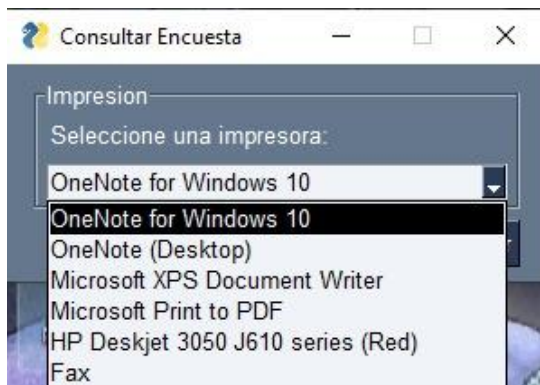 Consultar Encuesta
Impresion
Seleccione una impresora:
OneNote for Windows 10
OneNote for Windows 10
OneNote (Desktop)
Microsoft XPS Document Writer
Microsoft Print to PDF
HP Deskjet 3050 J610 series (Red)
Fax